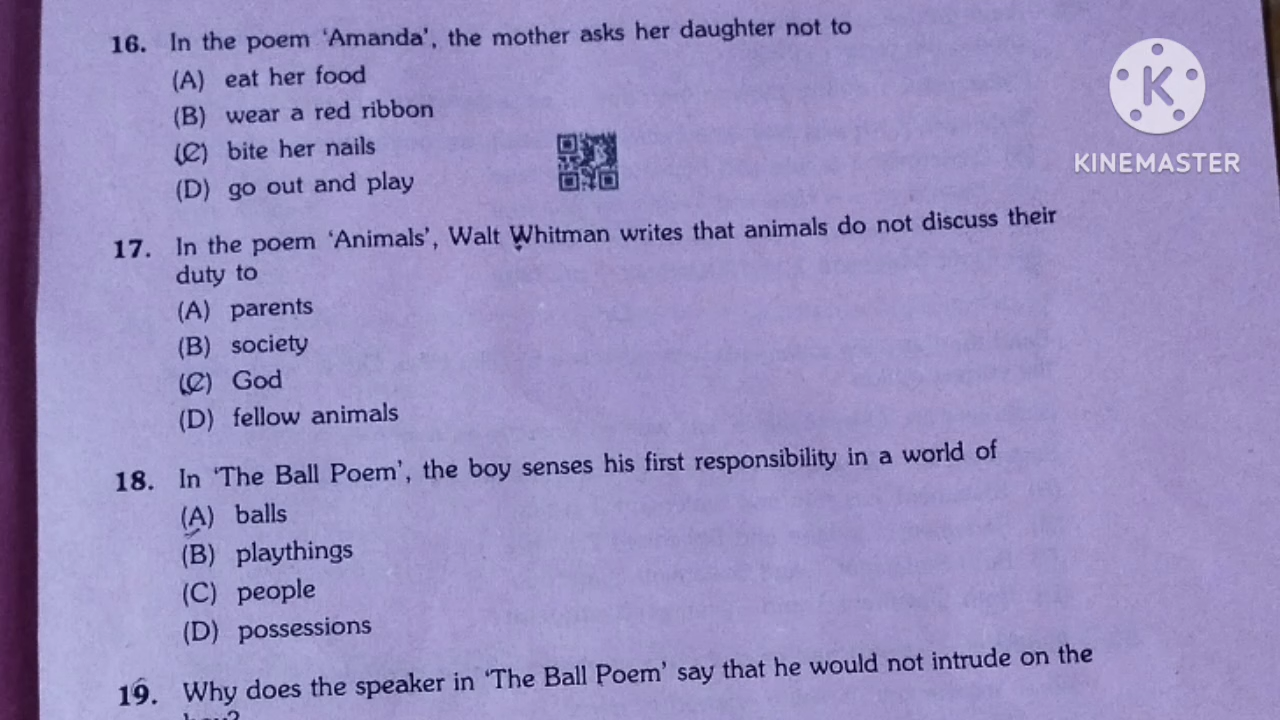 16. In the poem ‘Amanda’, the mother asks her daughter not to
(A) eat her food
(B) wear a red ribbon
(C) bite her nails
(D) go out and play
K
KINEMASTER
17. In the poem ‘Animals’, Walt Whitman writes that animals do not discuss their
duty to
(A) parents
(B) society
(C) God
(D) fellow animals
18. In ‘The Ball Poem’, the boy senses his first responsibility in a world of
(A) balls
(B) playthings
(C) people
(D) possessions
19. Why does the speaker in ‘The Ball Poem’ say that he would not intrude on the